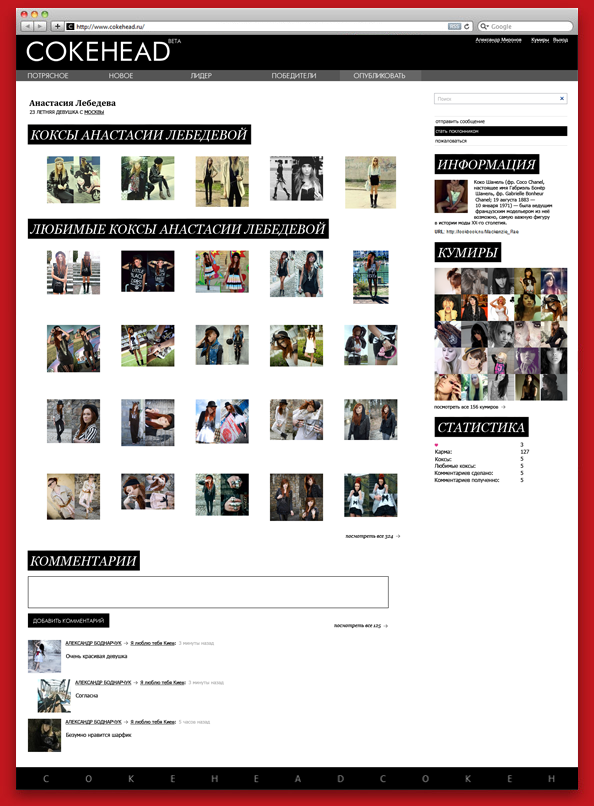 http://www.cokehead.ru/
RSS
Google
COKEHEAD BETA
Александр Миронов Кумиры Выход
ПОТРЯСНОЕ НОВОЕ ЛИДЕР ПОБЕДИТЕЛИ ОПУБЛИКОВАТЬ
Анастасия Лебедева
23 ЛЕТНЯЯ ДЕВУШКА С МОСКВЫ
КОКСЫ АНАСТАСИИ ЛЕБЕДЕВОЙ
ЛЮБИМЫЕ КОКСЫ АНАСТАСИИ ЛЕБЕДЕВОЙ
посмотреть все 324 →
КОММЕНТАРИИ
ДОБАВИТЬ КОММЕНТАРИЙ
посмотреть все 125 →
АЛЕКСАНДР БОДНАРЧУК → Я люблю тебя Киев: 3 минуты назад
Очень красивая девушка
АЛЕКСАНДР БОДНАРЧУК → Я люблю тебя Киев: 3 минуты назад
Согласна
АЛЕКСАНДР БОДНАРЧУК → Я люблю тебя Киев: 5 часов назад
Безумно нравится шарфик
Поиск
отправить сообщение
стать поклонником
пожаловаться
ИНФОРМАЦИЯ
Коко Шанель (фр. Coco Chanel,
настоящее имя Габриэль Бонёр
Шанель, фр. Gabrielle Bonheur
Chanel; 19 августа 1883 —
10 января 1971) — была ведущим
французским модельером из неё
возможно, самую важную фигуру
в истории моды XX-го столетия.
URL: http://lookbook.ru/Mackenzie_Rae
КУМИРЫ
посмотреть все 156 кумиров →
СТАТИСТИКА
♥ 3
Карма: 127
Коксы: 5
Любимые коксы: 5
Комментариев сделано: 5
Комментариев полученно: 5
C O K E H E A D C O K E H